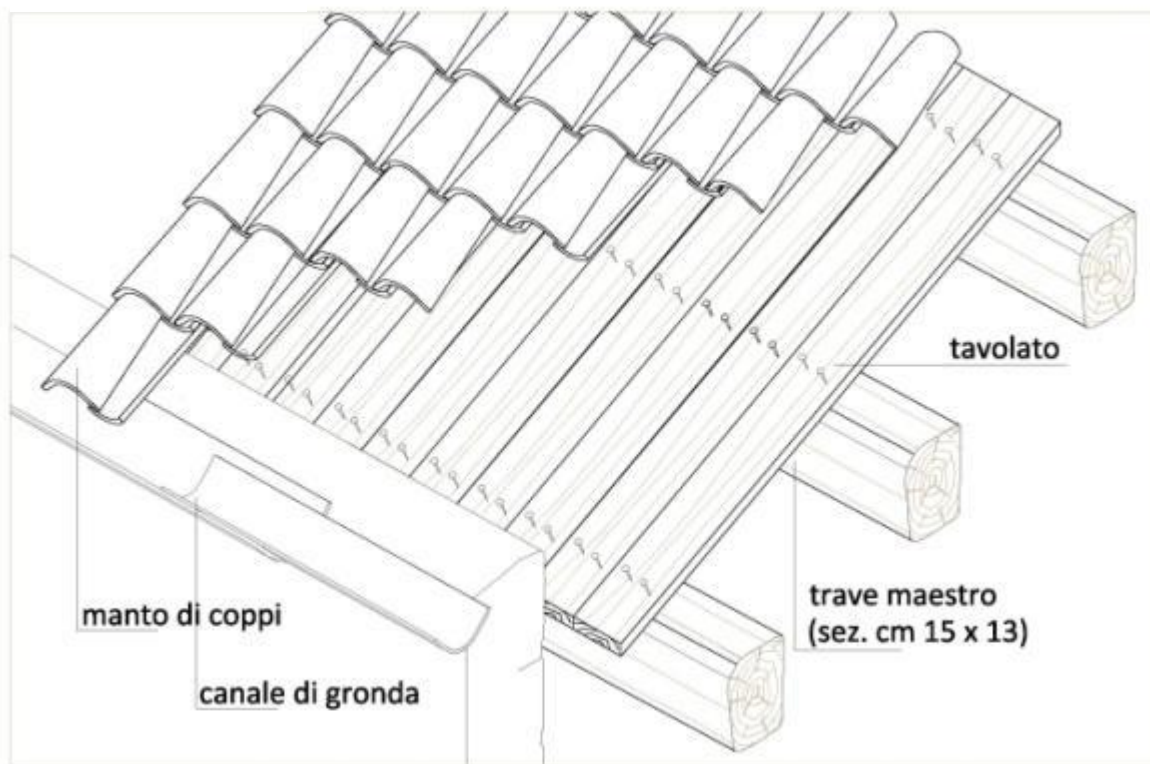 tavolato
trave maestro
(sez. cm 15 x 13)
manto di coppi
canale di gronda